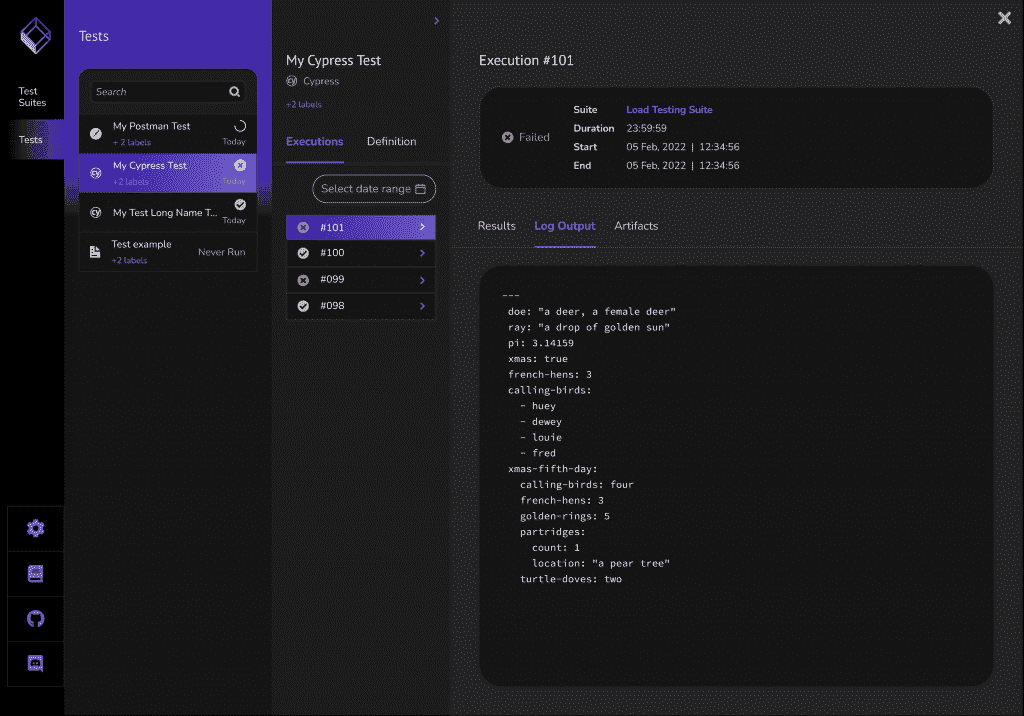 Test
Suites
Tests
Tests
Search
My Postman Test
+ 2 labels
Today
My Cypress Test
+2 labels
Today
My Test Long Name T...
Today
Test example
+2 labels
Never Run
My Cypress Test
cy Cypress
+2 labels
Executions
Definition
Select date range
#101
#100
#099
#098
Execution #101
Failed
Suite Load Testing Suite
Duration 23:59:59
Start 05 Feb, 2022 | 12:34:56
End 05 Feb, 2022 | 12:34:56
Results Log Output Artifacts
---
doe: "a deer, a female deer"
ray: "a drop of golden sun"
pi: 3.14159
xmas: true
french-hens: 3
calling-birds:
- huey
- dewey
- louie
- fred
xmas-fifth-day:
calling-birds: four
french-hens: 3
golden-rings: 5
partridges:
count: 1
location: "a pear tree"
turtle-doves: two